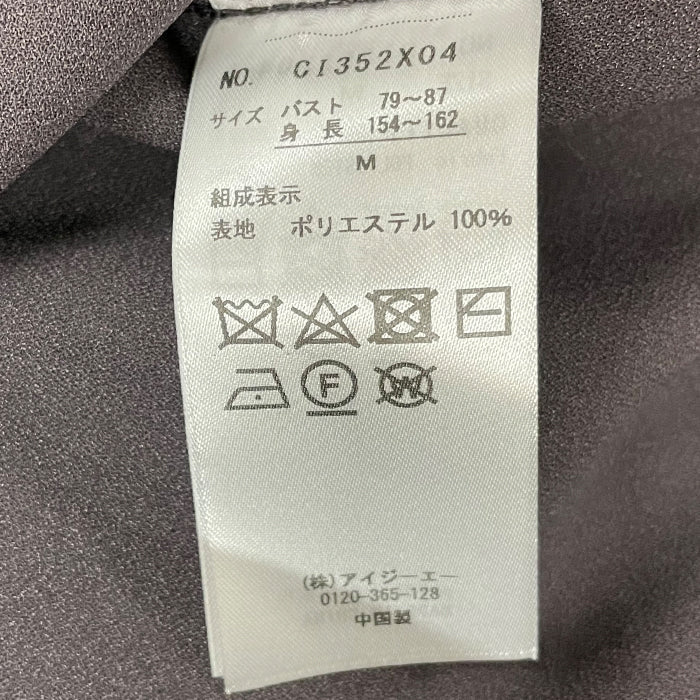 NO. CI352X04
サイズ バスト 79~87
身長 154~162
M
組成表示
表地 ポリエステル 100%
F
W
(株)アイジーエー
0120-365-128
中国製